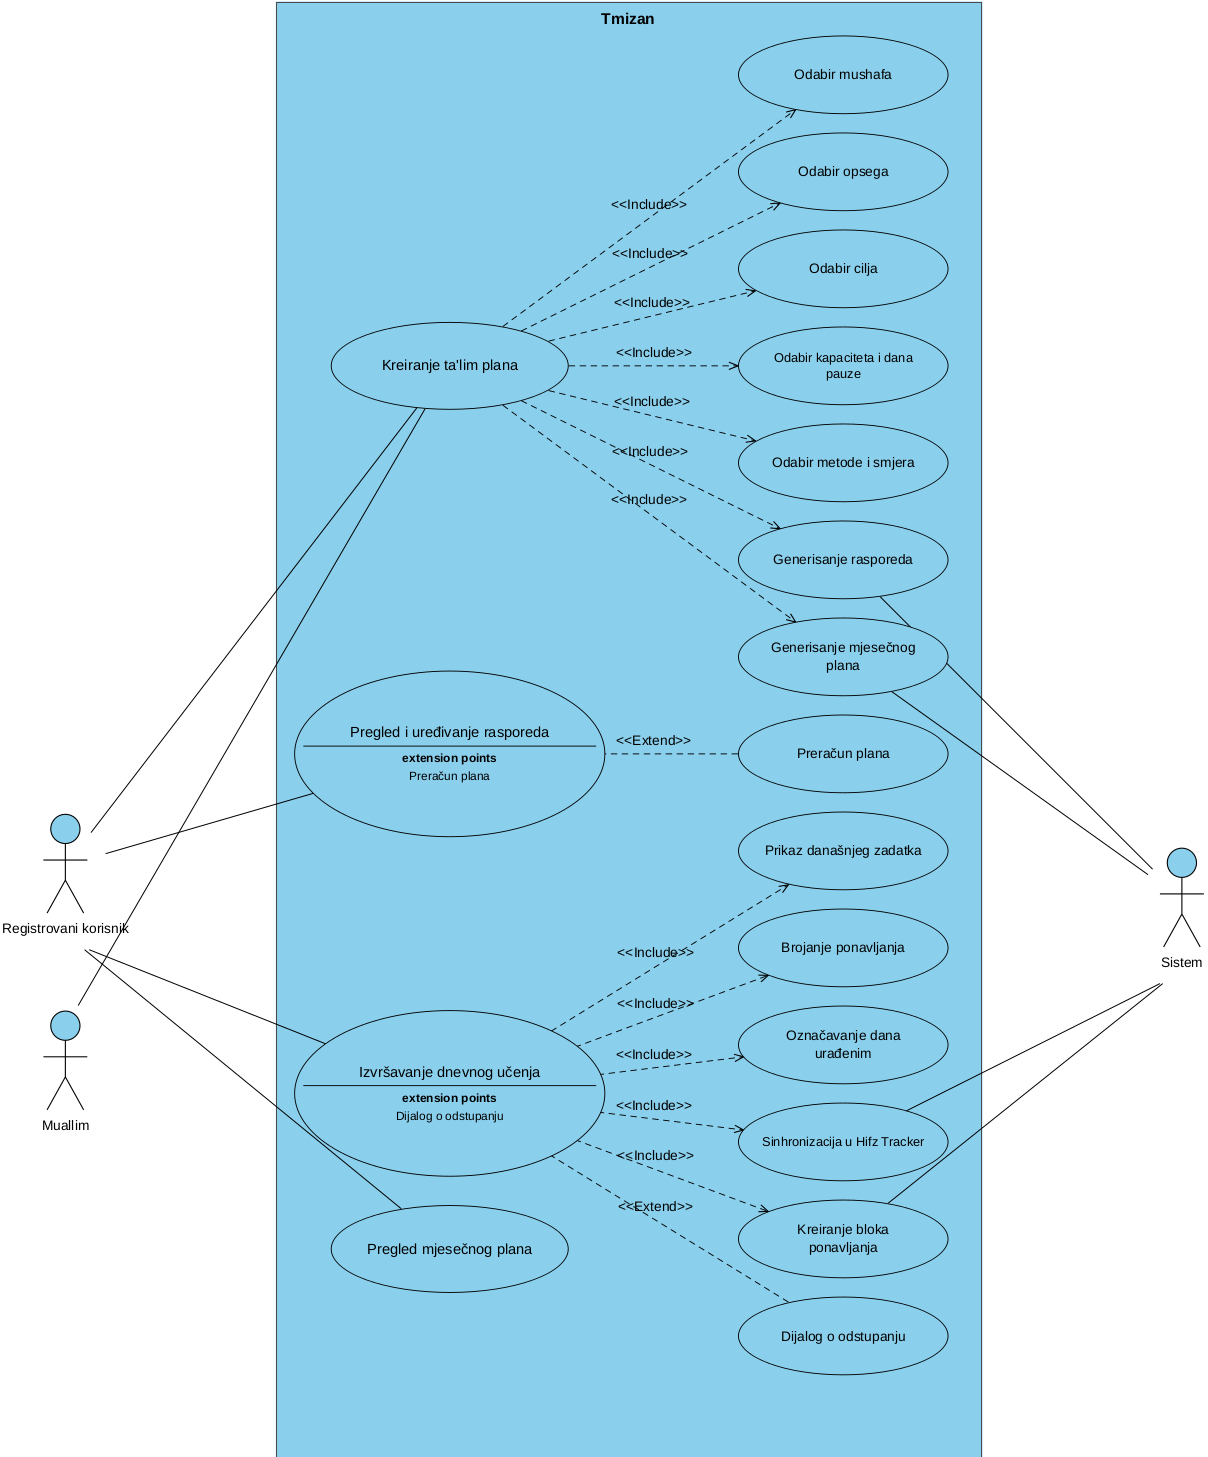 Tmizan
Odabir mushafa
Odabir opsega
<<Include>>
<<Include>>
Odabir cilja
<<Include>>
<<Include>>
Kreiranje ta'lim plana
Odabir kapaciteta i dana
pauze
<<Include>>
<<Include>>
Odabir metode i smjera
<<Include>>
Generisanje rasporeda
Generisanje mjesečnog
plana
Pregled i uređivanje rasporeda
extension points
Preračun plana
<<Extend>>
Preračun plana
Prikaz današnjeg zadatka
Registrovani korisnik
<<Include>>
Brojanje ponavljanja
Sistem
<<Include>>
Označavanje dana
urađenim
<<Include>>
Izvršavanje dnevnog učenja
extension points
Dijalog o odstupanju
<<Include>>
Muallim
Sinhronizacija u Hifz Tracker
<<Include>>
<<Extend>>
Kreiranje bloka
ponavljanja
Pregled mjesečnog plana
Dijalog o odstupanju